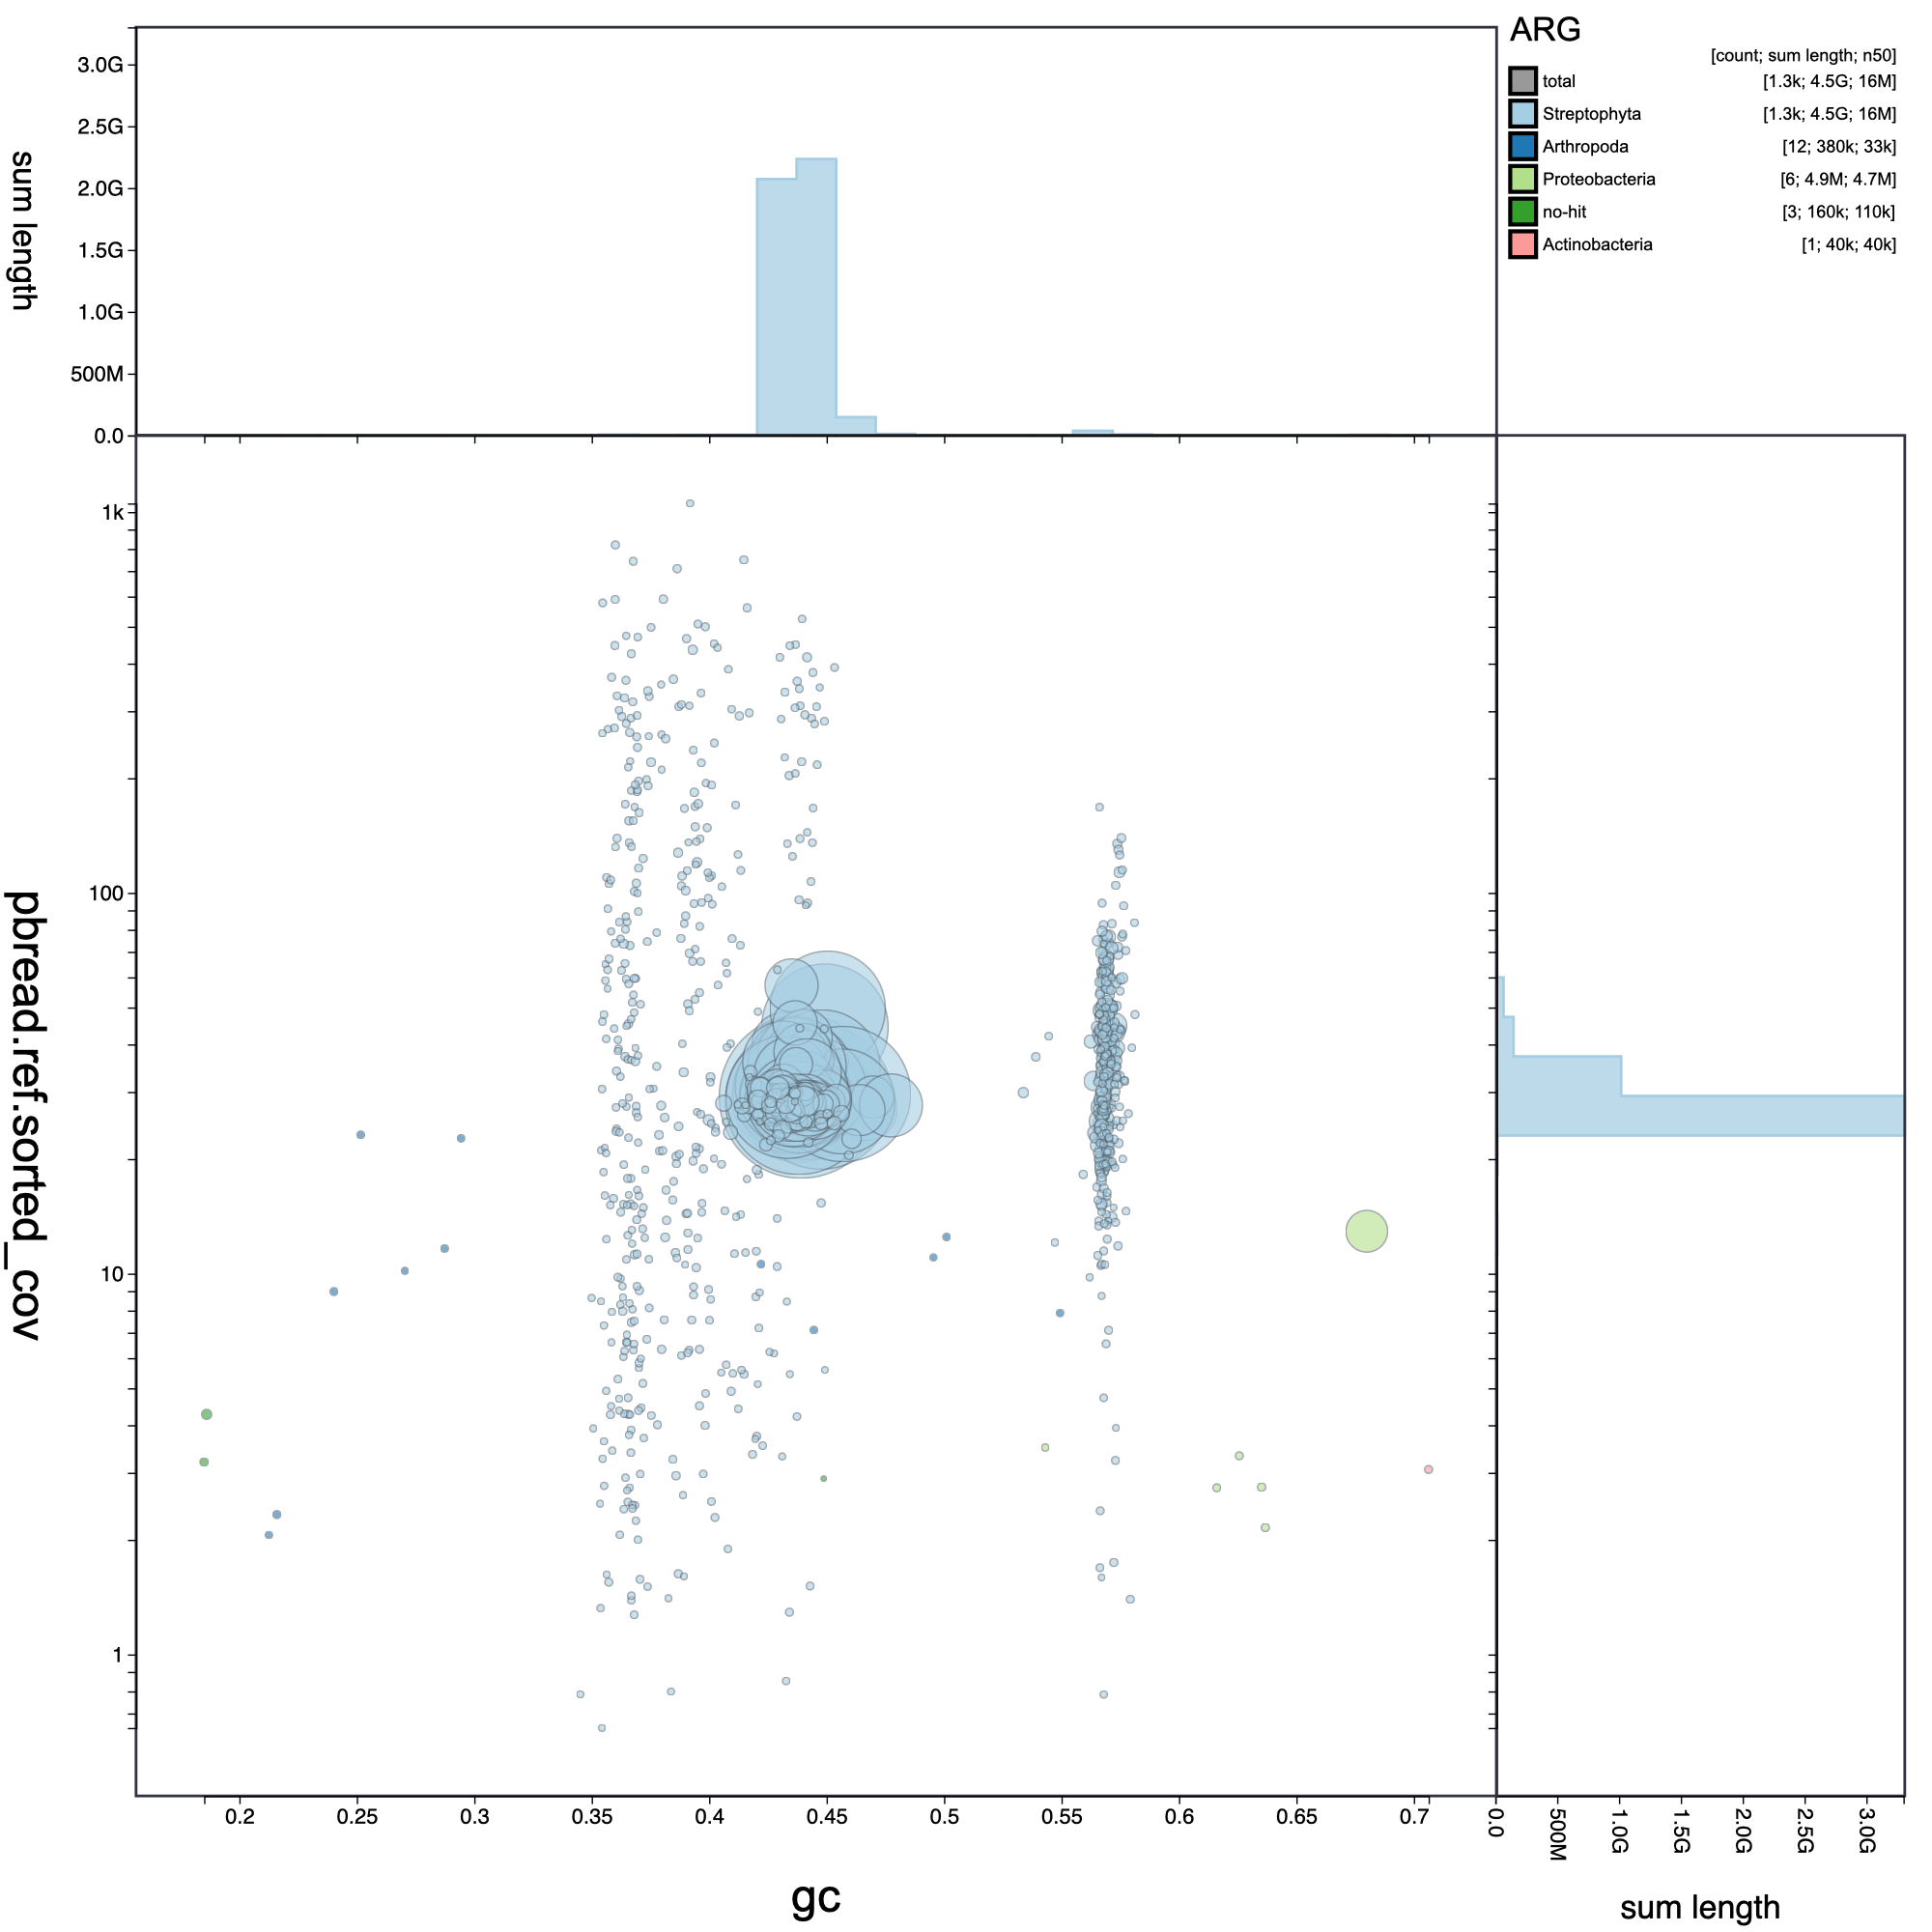 ARG
[count; sum length; n50]
total [1.3k; 4.5G; 16M]
Streptophyta [1.3k; 4.5G; 16M]
Arthropoda [12; 380k; 33k]
Proteobacteria [6; 4.9M; 4.7M]
no-hit [3; 160k; 110k]
Actinobacteria [1; 40k; 40k]
sum length
3.0G
2.5G
2.0G
1.5G
1.0G
500M
0.0
pbread.ref.sorted_cov
1k
100
10
1
0.2 0.25 0.3 0.35 0.4 0.45 0.5 0.55 0.6 0.65 0.7
gc
0.0 500M 1.0G 1.5G 2.0G 2.5G 3.0G
sum length